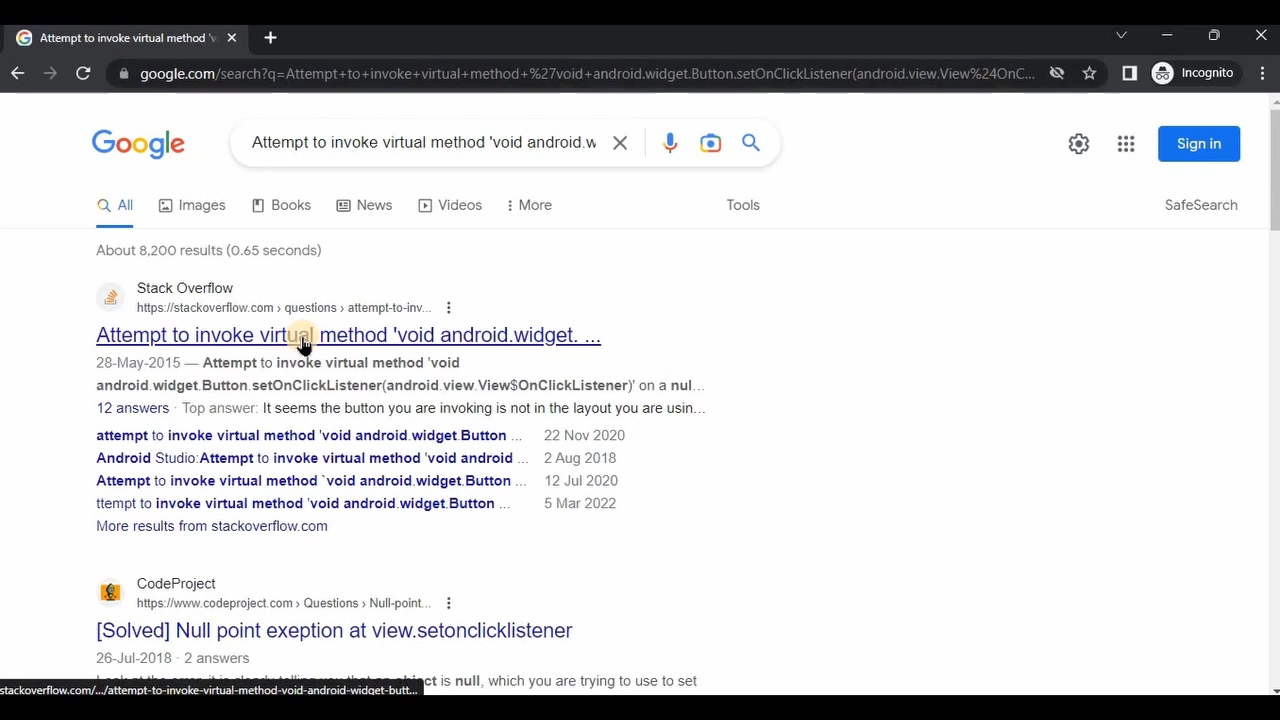 Attempt to invoke virtual method 'v
google.com/search?q=Attempt+to+invoke+virtual+method+%27void+android.widget.Button.setOnClickListener(android.view.View%24OnC...
Incognito
Google
Attempt to invoke virtual method 'void android.w
Sign in
All
Images
Books
News
Videos
More
Tools
SafeSearch
About 8,200 results (0.65 seconds)
Stack Overflow
https://stackoverflow.com › questions › attempt-to-inv...
Attempt to invoke virtual method 'void android.widget. ...
28-May-2015 — Attempt to invoke virtual method 'void
android.widget.Button.setOnClickListener(android.view.View$OnClickListener)' on a nul...
12 answers · Top answer: It seems the button you are invoking is not in the layout you are usin...
attempt to invoke virtual method 'void android.widget.Button ... 22 Nov 2020
Android Studio:Attempt to invoke virtual method 'void android ... 2 Aug 2018
Attempt to invoke virtual method `void android.widget.Button ... 12 Jul 2020
ttempt to invoke virtual method 'void android.widget.Button ... 5 Mar 2022
More results from stackoverflow.com
CodeProject
https://www.codeproject.com › Questions › Null-point...
[Solved] Null point exeption at view.setonclicklistener
26-Jul-2018 · 2 answers
is null, which you are trying to use to set
stackoverflow.com/.../attempt-to-invoke-virtual-method-void-android-widget-butt...